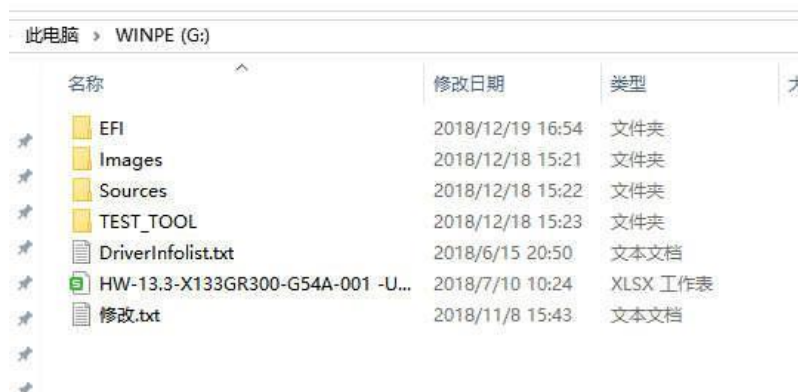 此电脑 > WINPE (G:)
名称 修改日期 类型
EFI 2018/12/19 16:54 文件夹
Images 2018/12/18 15:21 文件夹
Sources 2018/12/18 15:22 文件夹
TEST_TOOL 2018/12/18 15:23 文件夹
DriverInfolist.txt 2018/6/15 20:50 文本文档
HW-13.3-X133GR300-G54A-001 -U... 2018/7/10 10:24 XLSX 工作表
修改.txt 2018/11/8 15:43 文本文档